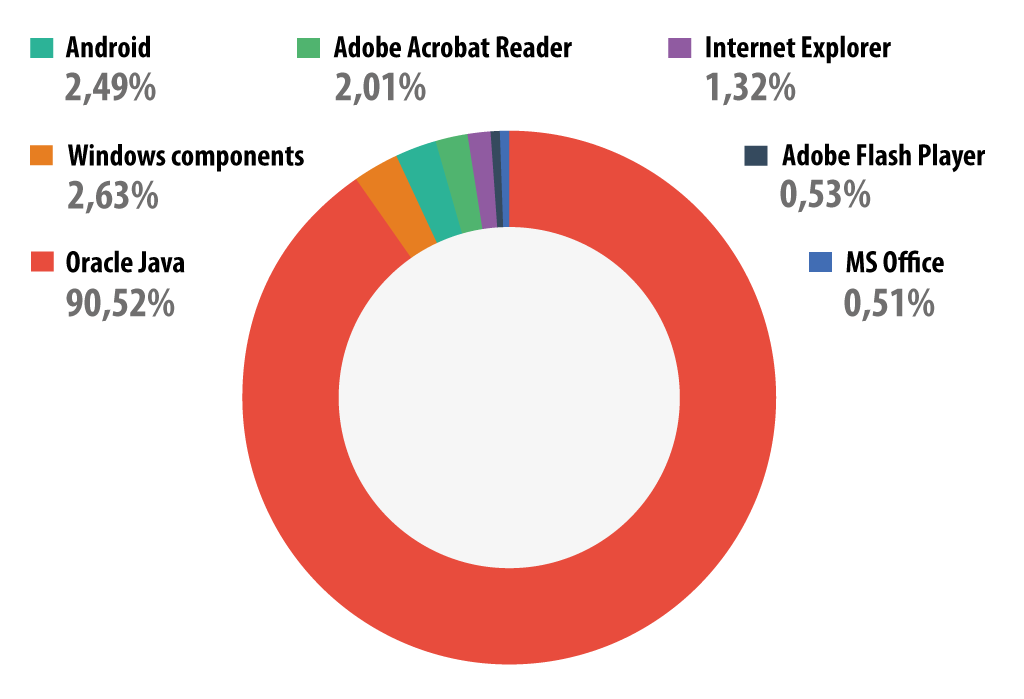 Android
2,49%
Adobe Acrobat Reader
2,01%
Internet Explorer
1,32%
Windows components
2,63%
Adobe Flash Player
0,53%
Oracle Java
90,52%
MS Office
0,51%